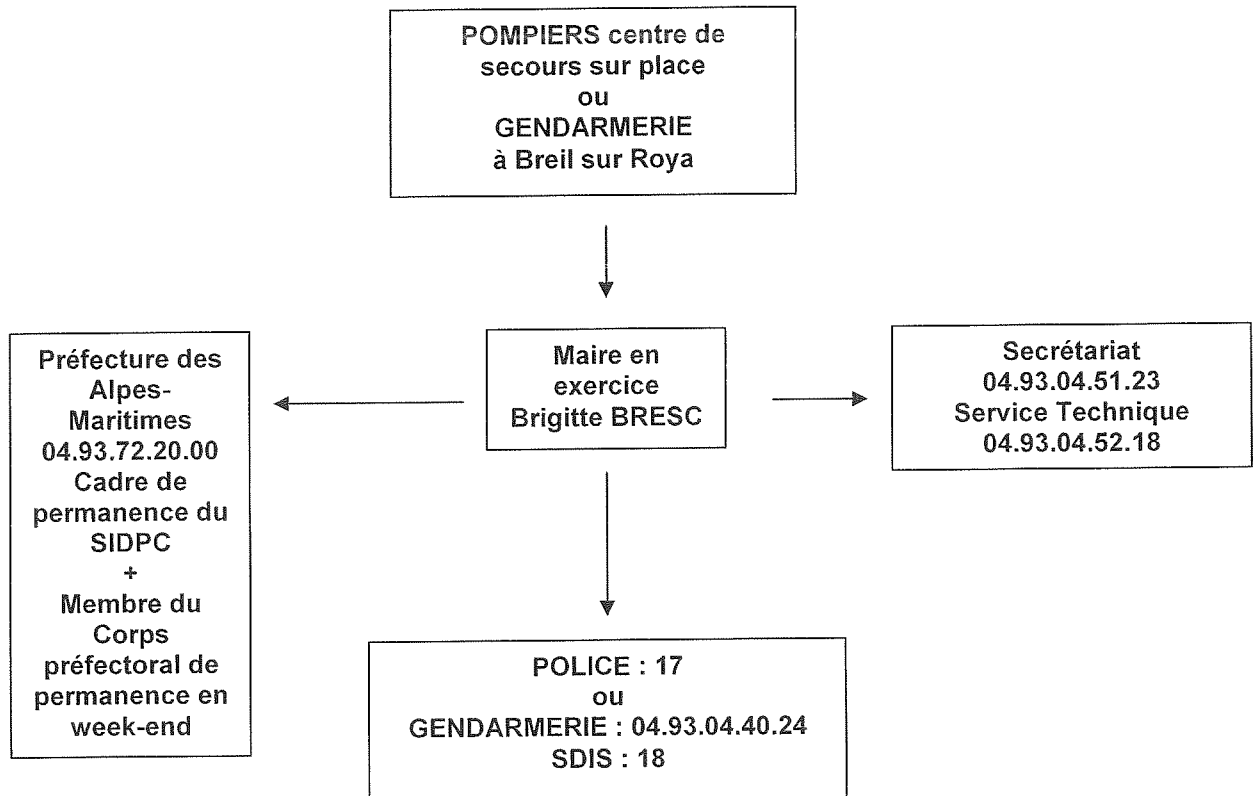 POMPIERS centre de
secours sur place
ou
GENDARMERIE
à Breil sur Roya
Préfecture des
Alpes-
Maritimes
04.93.72.20.00
Cadre de
permanence du
SIDPC
+
Membre du
Corps
préfectoral de
permanence en
week-end
Maire en
exercice
Brigitte BRESC
Secrétariat
04.93.04.51.23
Service Technique
04.93.04.52.18
POLICE : 17
ou
GENDARMERIE : 04.93.04.40.24
SDIS : 18